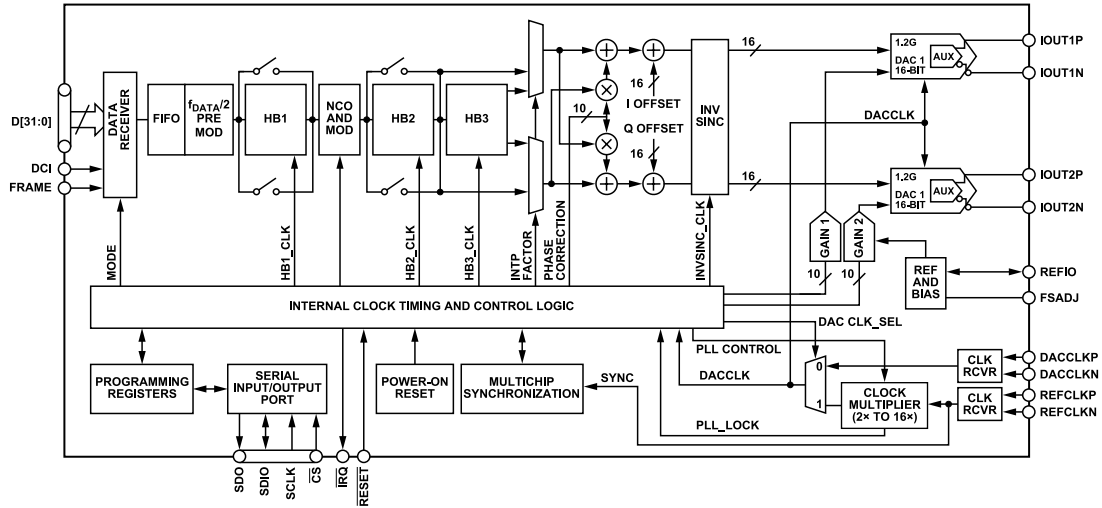 D[31:0]
DCI
FRAME
DATA
RECEIVER
FIFO
fDATA/2
PRE
MOD
HB1
NCO
AND
MOD
HB2
HB3
16
I OFFSET
10
Q OFFSET
16
INV
SINC
16
16
1.2G
DAC 1
16-BIT
AUX
IOUT1P
IOUT1N
DACCLK
1.2G
DAC 1
16-BIT
AUX
IOUT2P
IOUT2N
MODE
HB1_CLK
HB2_CLK
HB3_CLK
INTP
FACTOR
PHASE
CORRECTION
INVSINC_CLK
GAIN 1
GAIN 2
10
10
REF
AND
BIAS
REFIO
FSADJ
INTERNAL CLOCK TIMING AND CONTROL LOGIC
DAC CLK_SEL
PLL CONTROL
DACCLK
0
1
CLK
RCVR
DACCLKP
DACCLKN
PROGRAMMING
REGISTERS
SERIAL
INPUT/OUTPUT
PORT
POWER-ON
RESET
MULTICHIP
SYNCHRONIZATION
SYNC
CLOCK
MULTIPLIER
(2× TO 16×)
CLK
RCVR
REFCLKP
REFCLKN
PLL_LOCK
SDO
SDIO
SCLK
CS
IRQ
RESET